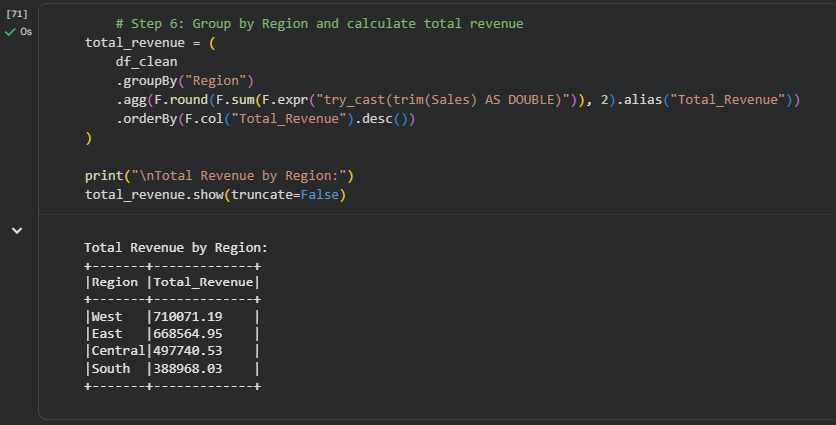 [71]
0s
# Step 6: Group by Region and calculate total revenue
total_revenue = (
    df_clean
    .groupBy("Region")
    .agg(F.round(F.sum(F.expr("try_cast(trim(Sales) AS DOUBLE)")), 2).alias("Total_Revenue"))
    .orderBy(F.col("Total_Revenue").desc())
)
print("\nTotal Revenue by Region:")
total_revenue.show(truncate=False)
Total Revenue by Region:
+-------+-------------+
|Region |Total_Revenue|
+-------+-------------+
|West   |710071.19    |
|East   |668564.95    |
|Central|497740.53    |
|South  |388968.03    |
+-------+-------------+